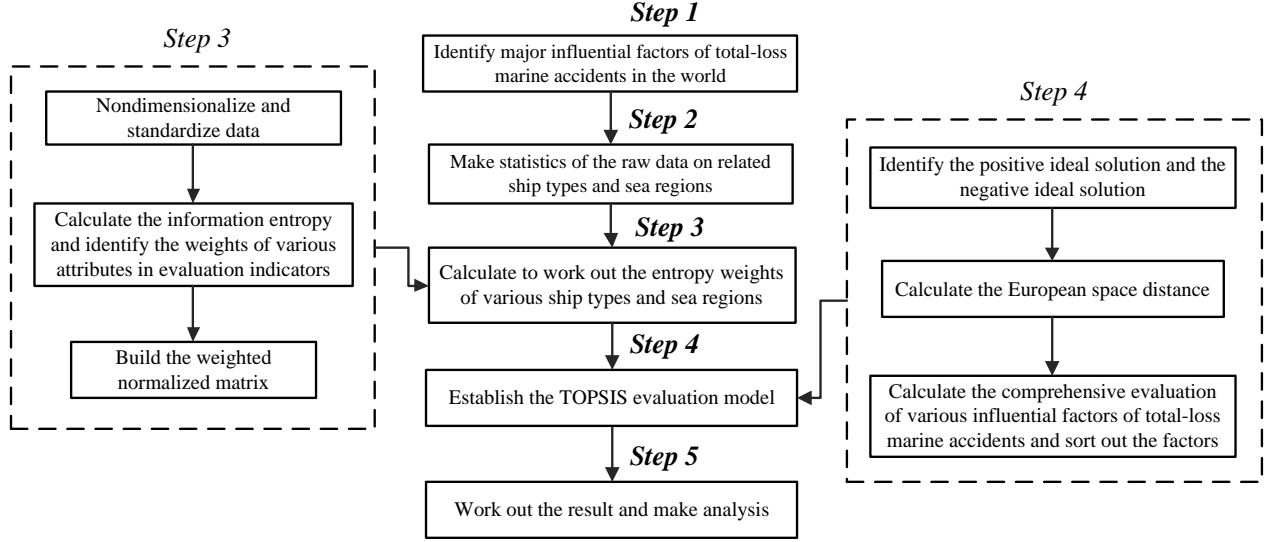 Step 1
Identify major influential factors of total-loss
marine accidents in the world
Step 2
Make statistics of the raw data on related
ship types and sea regions
Step 3
Calculate to work out the entropy weights
of various ship types and sea regions
Step 4
Establish the TOPSIS evaluation model
Step 5
Work out the result and make analysis
Step 3
Nondimensionalize and
standardize data
Calculate the information entropy
and identify the weights of various
attributes in evaluation indicators
Build the weighted
normalized matrix
Step 4
Identify the positive ideal solution and the
negative ideal solution
Calculate the European space distance
Calculate the comprehensive evaluation
of various influential factors of total-loss
marine accidents and sort out the factors